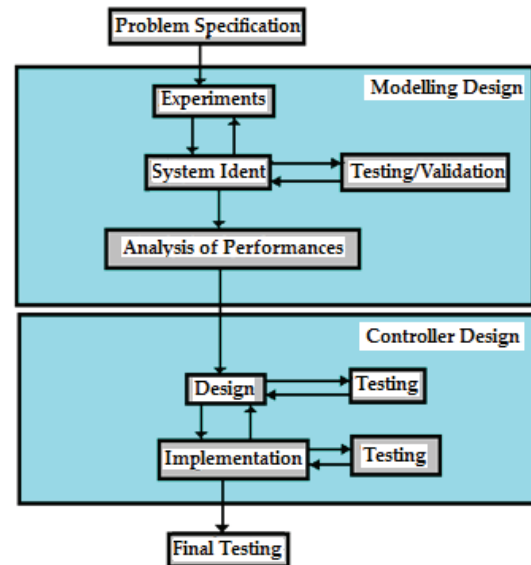 Problem Specification
Modelling Design
Experiments
System Ident
Testing/Validation
Analysis of Performances
Controller Design
Design
Testing
Implementation
Testing
Final Testing